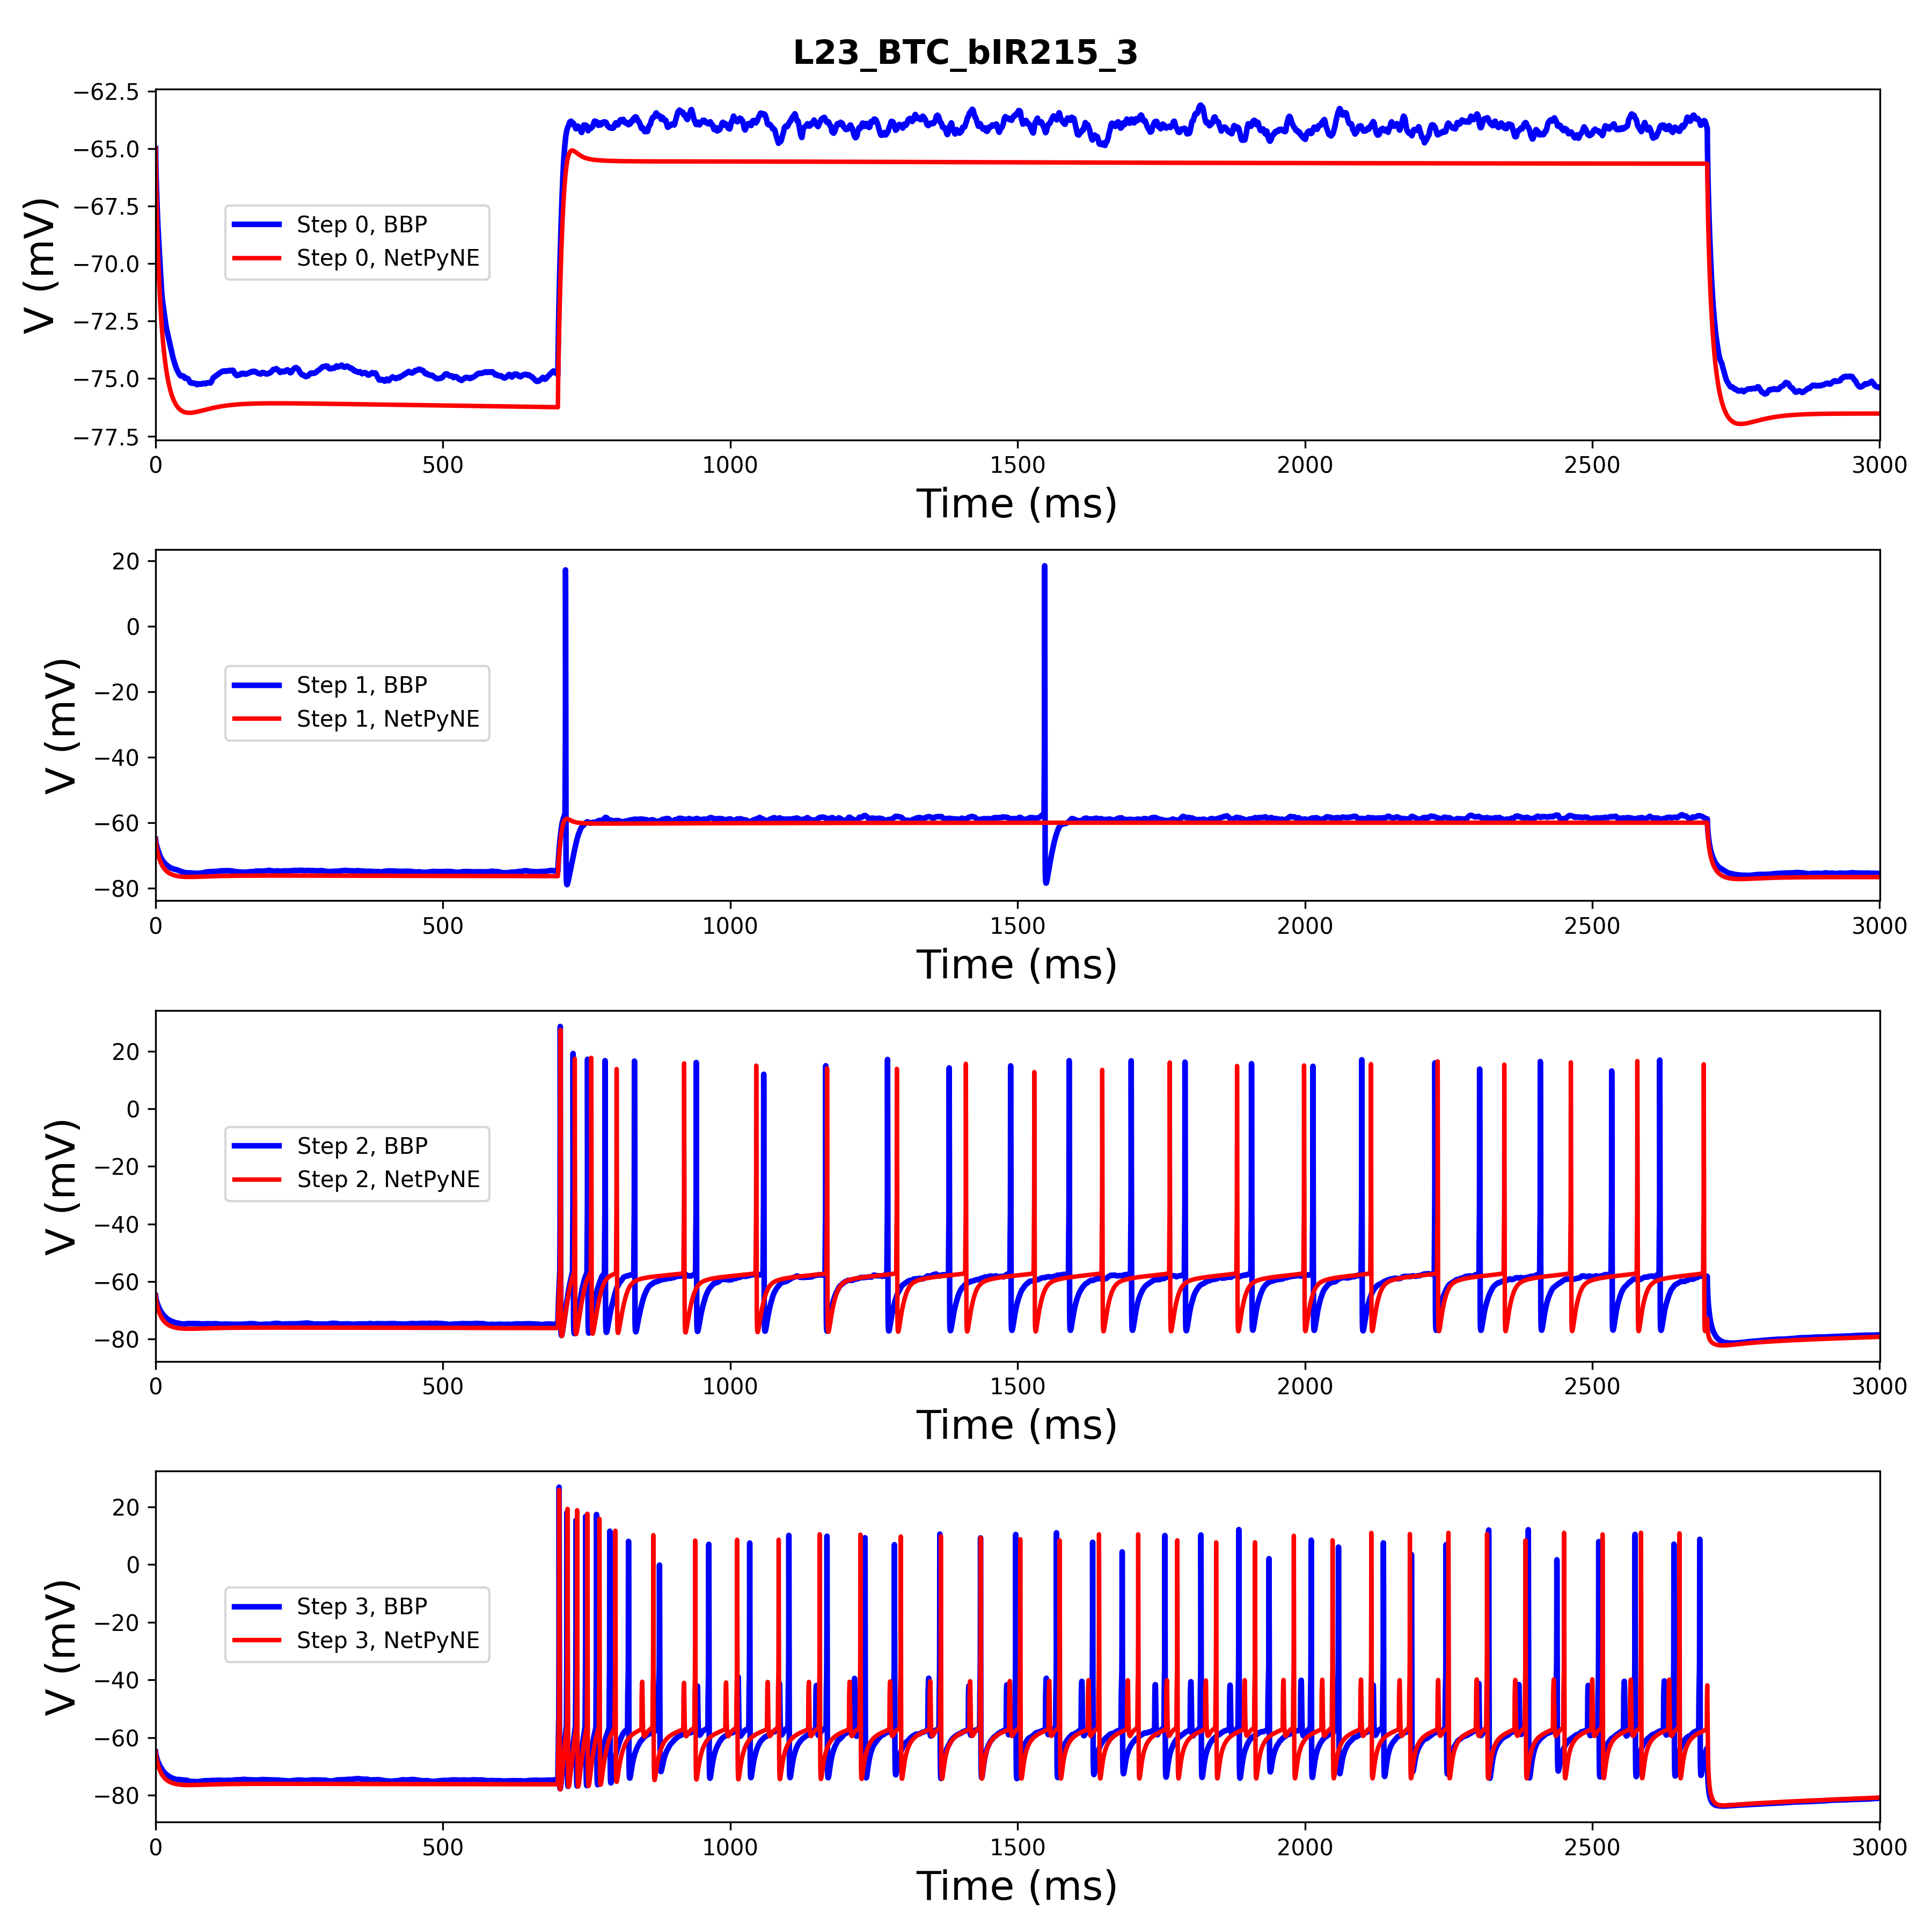 L23_BTC_bIR215_3
−62.5
−65.0
−67.5
−70.0
−72.5
−75.0
−77.5
V (mV)
Step 0, BBP
Step 0, NetPyNE
0 500 1000 1500 2000 2500 3000
Time (ms)
20
0
−20
−40
−60
−80
V (mV)
Step 1, BBP
Step 1, NetPyNE
0 500 1000 1500 2000 2500 3000
Time (ms)
20
0
−20
−40
−60
−80
V (mV)
Step 2, BBP
Step 2, NetPyNE
0 500 1000 1500 2000 2500 3000
Time (ms)
20
0
−20
−40
−60
−80
V (mV)
Step 3, BBP
Step 3, NetPyNE
0 500 1000 1500 2000 2500 3000
Time (ms)